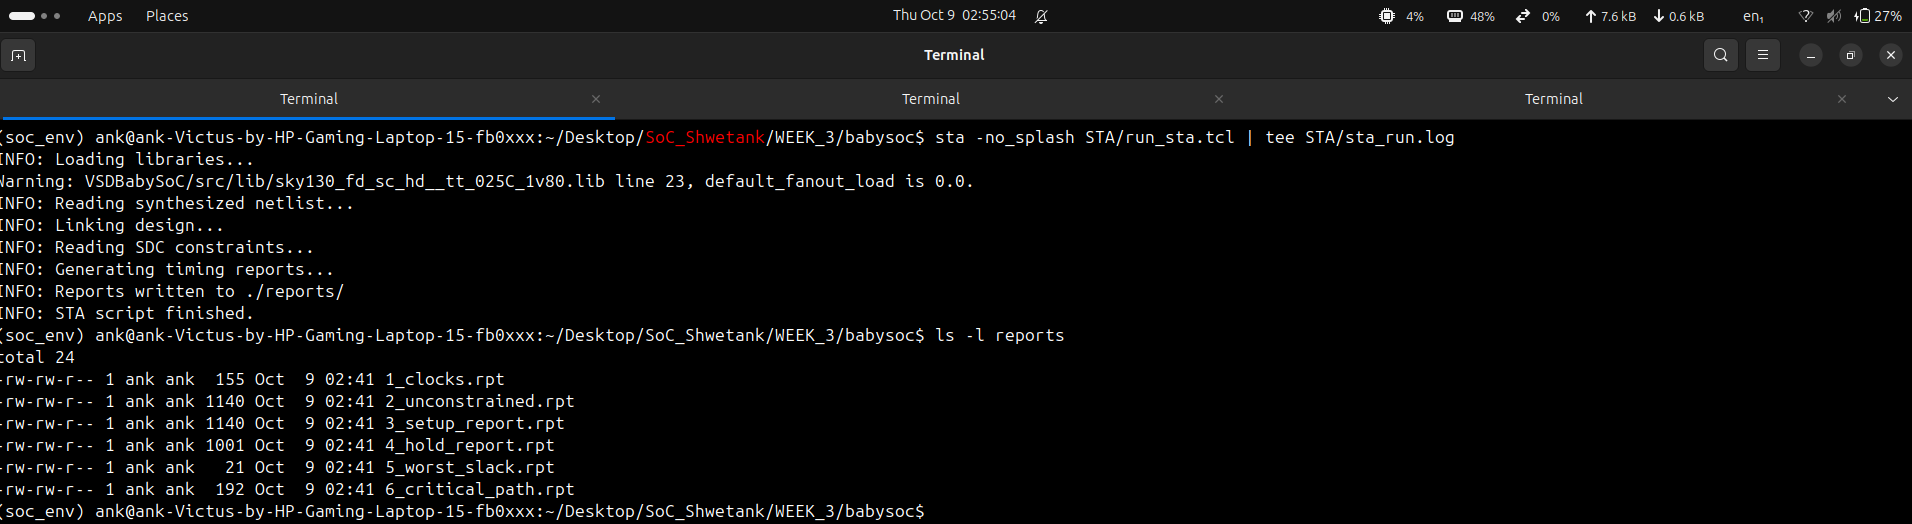 Apps Places Thu Oct 9 02:55:04 4% 48% 0% 7.6 kB 0.6 kB en₁ 27%
Terminal
Terminal Terminal Terminal
(soc_env) ank@ank-Victus-by-HP-Gaming-Laptop-15-fb0xxx:~/Desktop/SoC_Shwetank/WEEK_3/babysoc$ sta -no_splash STA/run_sta.tcl | tee STA/sta_run.log
INFO: Loading libraries...
Warning: VSDBabySoC/src/lib/sky130_fd_sc_hd__tt_025C_1v80.lib line 23, default_fanout_load is 0.0.
INFO: Reading synthesized netlist...
INFO: Linking design...
INFO: Reading SDC constraints...
INFO: Generating timing reports...
INFO: Reports written to ./reports/
INFO: STA script finished.
(soc_env) ank@ank-Victus-by-HP-Gaming-Laptop-15-fb0xxx:~/Desktop/SoC_Shwetank/WEEK_3/babysoc$ ls -l reports
total 24
-rw-rw-r-- 1 ank ank  155 Oct  9 02:41 1_clocks.rpt
-rw-rw-r-- 1 ank ank 1140 Oct  9 02:41 2_unconstrained.rpt
-rw-rw-r-- 1 ank ank 1140 Oct  9 02:41 3_setup_report.rpt
-rw-rw-r-- 1 ank ank 1001 Oct  9 02:41 4_hold_report.rpt
-rw-rw-r-- 1 ank ank   21 Oct  9 02:41 5_worst_slack.rpt
-rw-rw-r-- 1 ank ank  192 Oct  9 02:41 6_critical_path.rpt
(soc_env) ank@ank-Victus-by-HP-Gaming-Laptop-15-fb0xxx:~/Desktop/SoC_Shwetank/WEEK_3/babysoc$